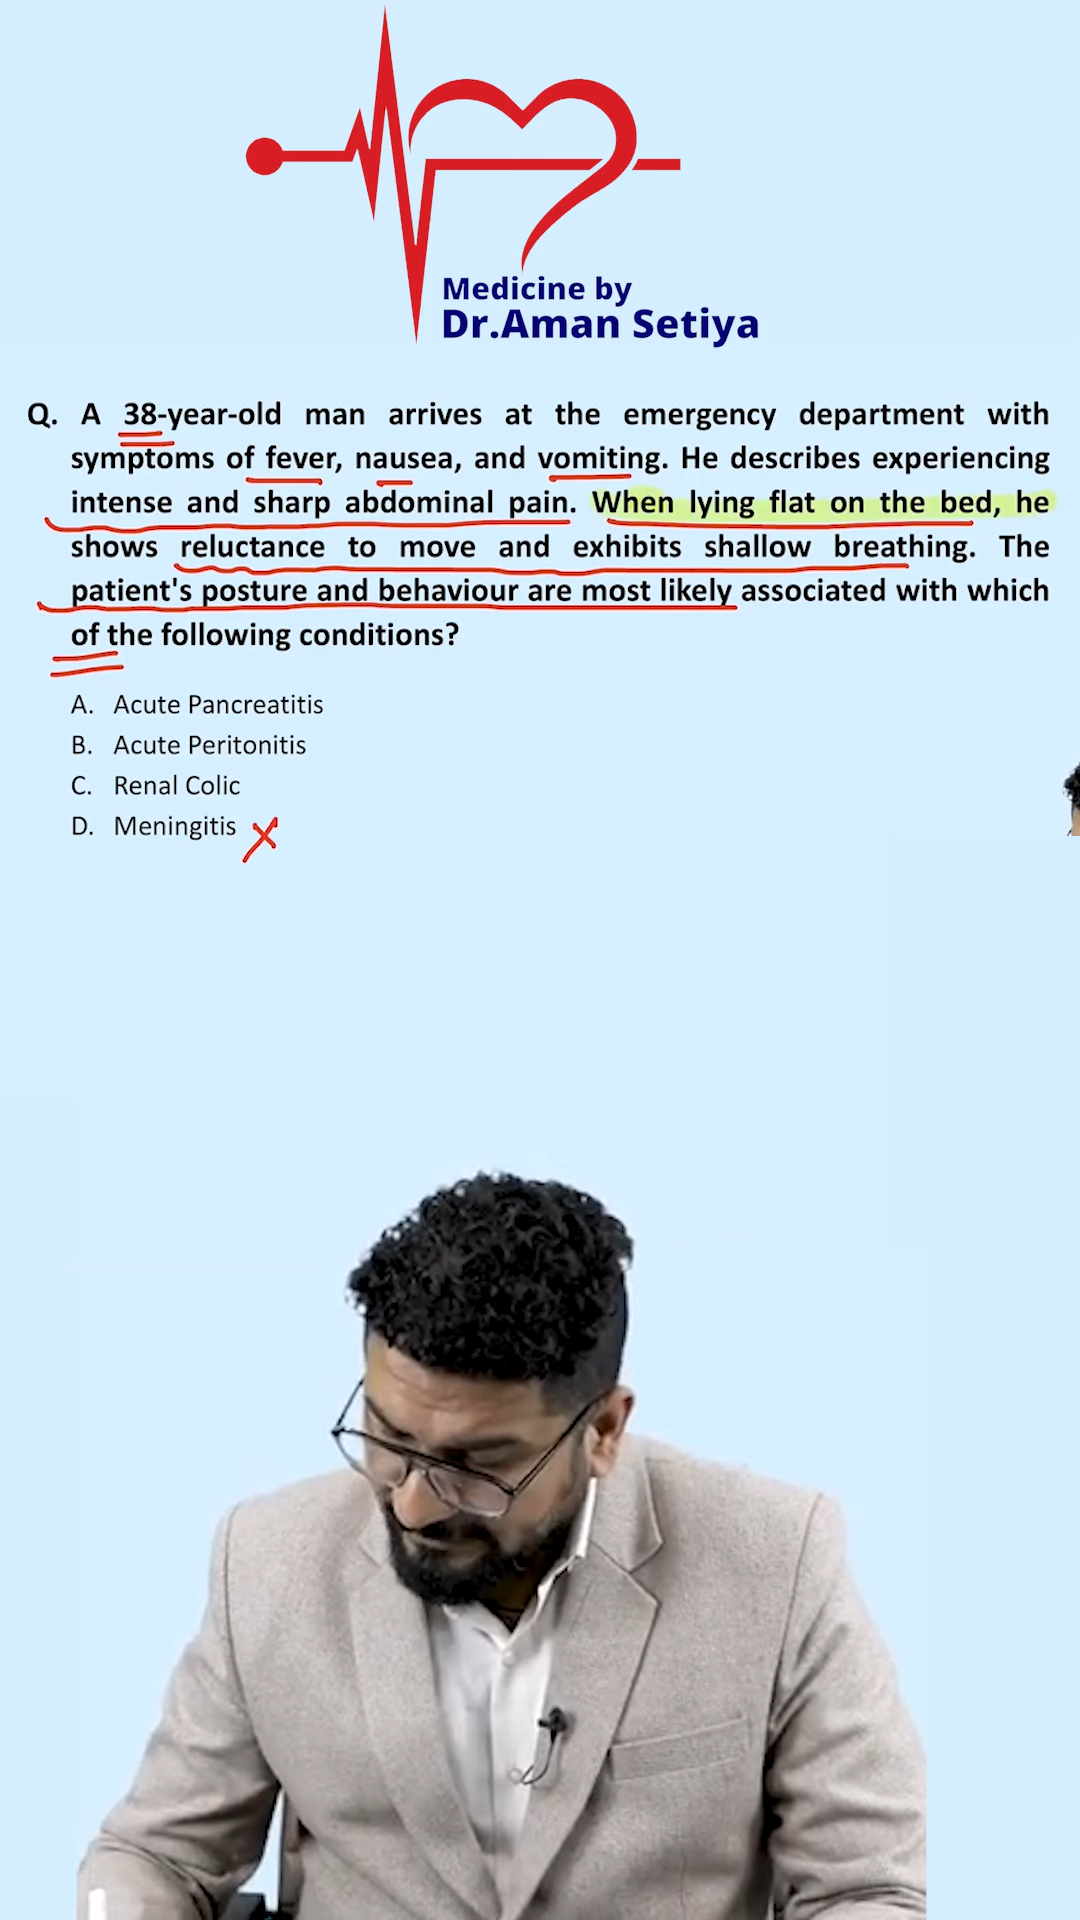 Medicine by
Dr.Aman Setiya
Q. A 38-year-old man arrives at the emergency department with
symptoms of fever, nausea, and vomiting. He describes experiencing
intense and sharp abdominal pain. When lying flat on the bed, he
shows reluctance to move and exhibits shallow breathing. The
patient's posture and behaviour are most likely associated with which
of the following conditions?
A. Acute Pancreatitis
B. Acute Peritonitis
C. Renal Colic
D. Meningitis